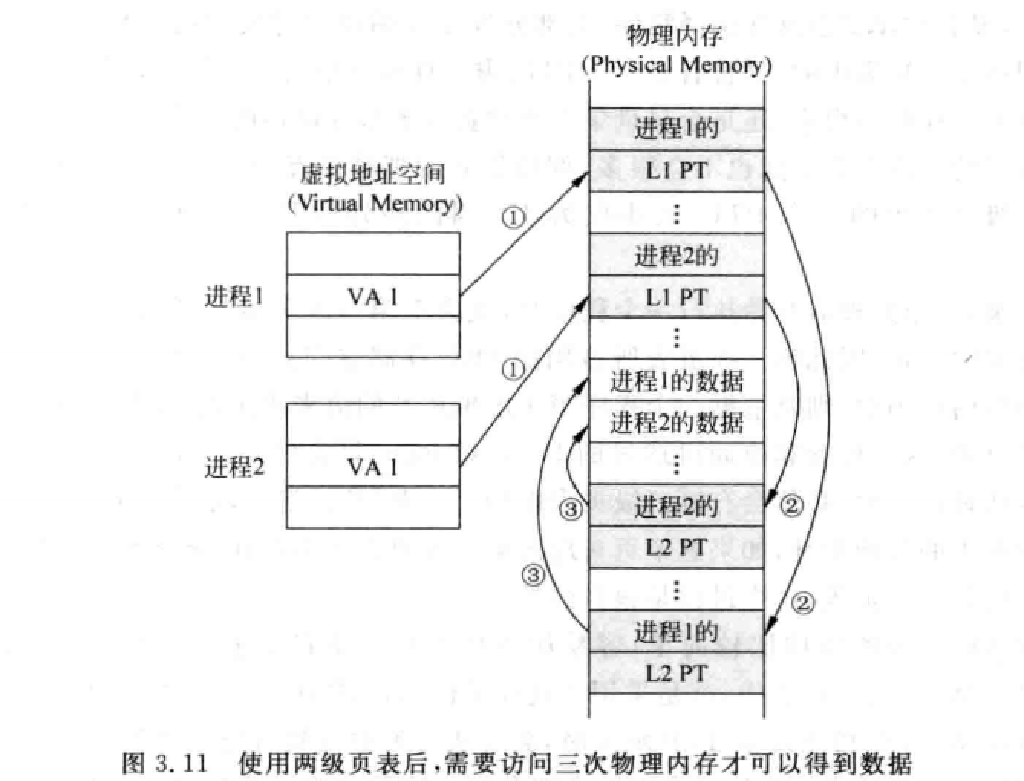 物理内存
(Physical Memory)
进程1的
L1 PT
⋮
进程2的
L1 PT
⋮
进程1的数据
进程2的数据
⋮
进程2的
L2 PT
⋮
进程1的
L2 PT
虚拟地址空间
(Virtual Memory)
进程1
VA 1
进程2
VA 1
①
①
②
②
③
③
图 3.11 使用两级页表后,需要访问三次物理内存才可以得到数据